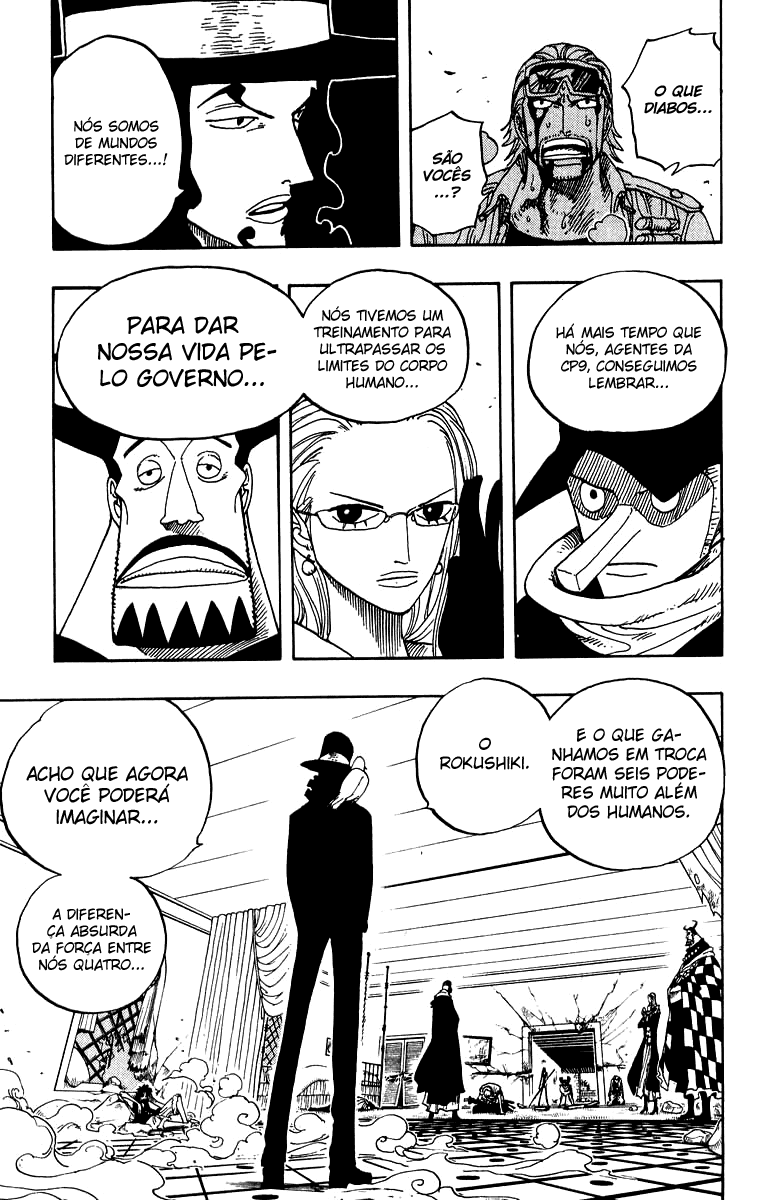 O QUE
DIABOS...
SÃO
VOCÊS
...?
NÓS SOMOS
DE MUNDOS
DIFERENTES...!
HÁ MAIS TEMPO QUE
NÓS, AGENTES DA
CP9, CONSEGUIMOS
LEMBRAR...
NÓS TIVEMOS UM
TREINAMENTO PARA
ULTRAPASSAR OS
LIMITES DO CORPO
HUMANO...
PARA DAR
NOSSA VIDA PE-
LO GOVERNO...
E O QUE GA-
NHAMOS EM TROCA
FORAM SEIS PODE-
RES MUITO ALÉM
DOS HUMANOS.
O
ROKUSHIKI.
ACHO QUE AGORA
VOCÊ PODERÁ
IMAGINAR...
A DIFEREN-
ÇA ABSURDA
DA FORÇA ENTRE
NÓS QUATRO...